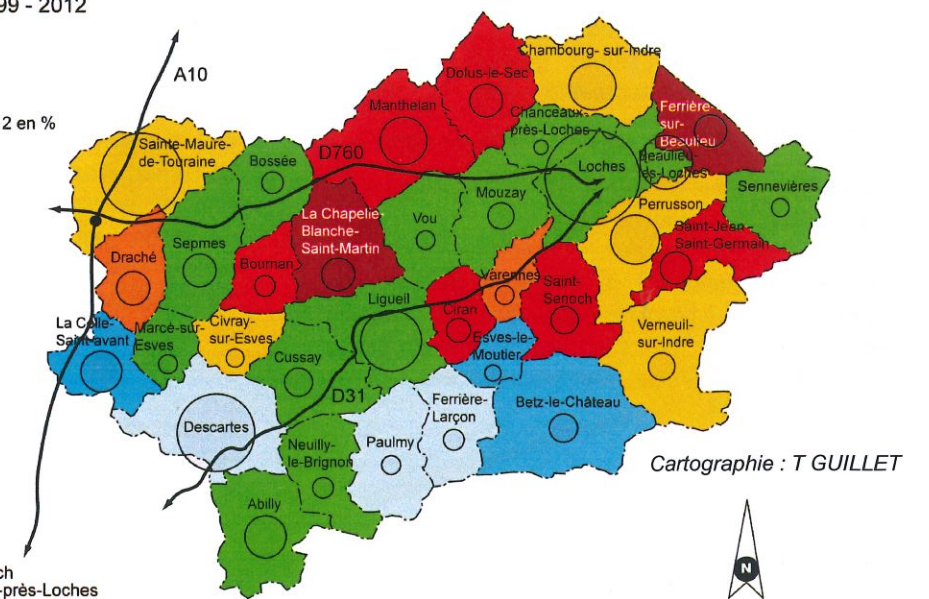 99 - 2012
A10
2 en %
Chambourg- sur-Indre
Dolus-le-Sec
Manthelan
Ferrière-
sur-
Beaulieu
Chanceaux-
près-Loches
Sainte-Maure-
de-Touraine
Bossée
D760
Loches
Beaulieu-
lès-Loches
Sennevières
Mouzay
Perrusson
La Chapelle-
Blanche-
Saint-Martin
Vou
Saint-Jean-
Saint-Germain
Sepmes
Draché
Bournan
Varennes
Saint-
Senoch
Ligueil
Ciran
La Celle-
Saint-avant
Marcé-sur-
Esves
Civray-
sur-Esves
Verneuil-
sur-Indre
Esves-le-
Moutier
Cussay
D31
Descartes
Ferrière-
Larçon
Betz-le-Château
Neuilly-
le-Brignon
Paulmy
Cartographie : T GUILLET
Abilly
N
ch
-près-Loches